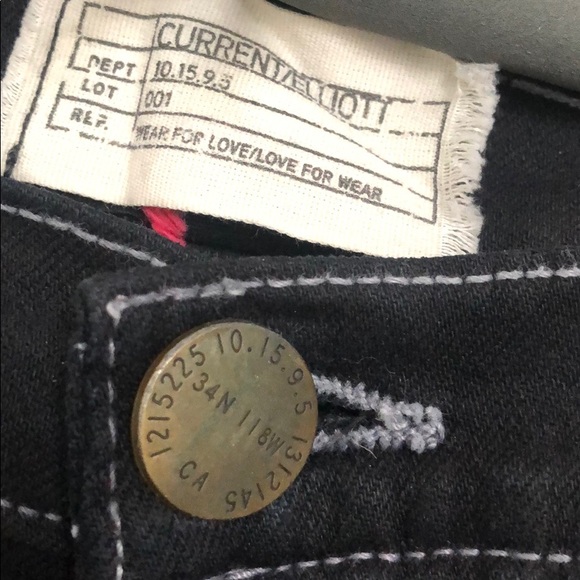 CURRENT/ELLIOTT
DEPT 10.15.9.5
LOT 001
REF. WEAR FOR LOVE/LOVE FOR WEAR
1215225 10.15.9.5 1312145
34N 118W
CA